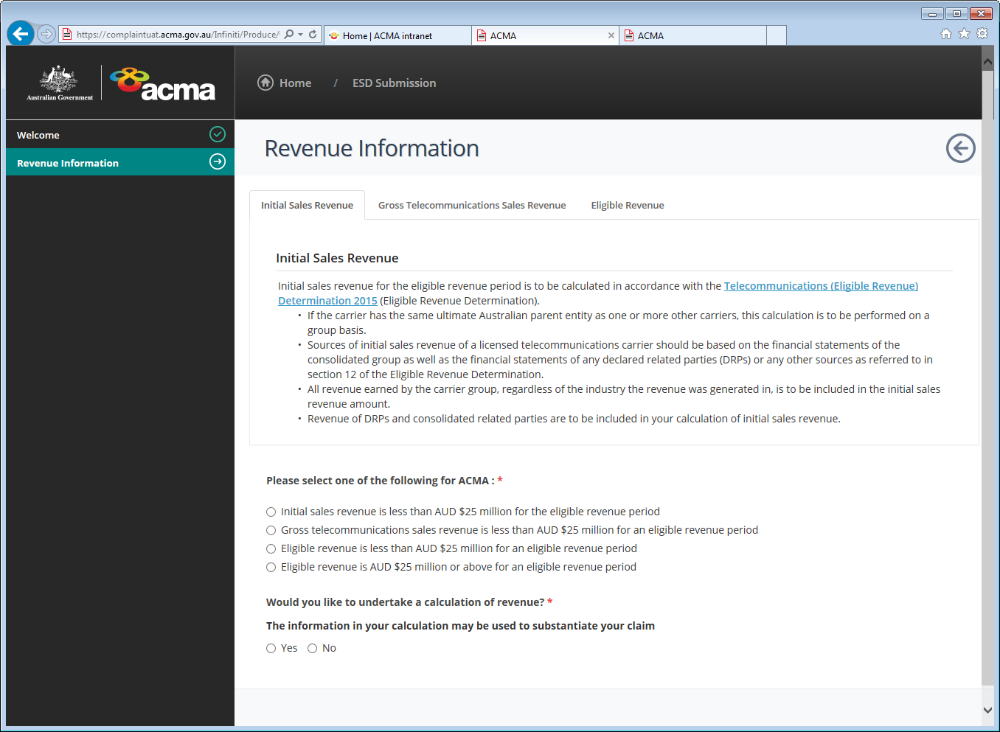 https://complaintuat.acma.gov.au/Infiniti/Produce/
Home | ACMA intranet
ACMA
ACMA
Australian Government
acma
Home / ESD Submission
Welcome
Revenue Information
Revenue Information
Initial Sales Revenue
Gross Telecommunications Sales Revenue
Eligible Revenue
Initial Sales Revenue
Initial sales revenue for the eligible revenue period is to be calculated in accordance with the Telecommunications (Eligible Revenue)
Determination 2015 (Eligible Revenue Determination).
• If the carrier has the same ultimate Australian parent entity as one or more other carriers, this calculation is to be performed on a
group basis.
• Sources of initial sales revenue of a licensed telecommunications carrier should be based on the financial statements of the
consolidated group as well as the financial statements of any declared related parties (DRPs) or any other sources as referred to in
section 12 of the Eligible Revenue Determination.
• All revenue earned by the carrier group, regardless of the industry the revenue was generated in, is to be included in the initial sales
revenue amount.
• Revenue of DRPs and consolidated related parties are to be included in your calculation of initial sales revenue.
Please select one of the following for ACMA : *
Initial sales revenue is less than AUD $25 million for the eligible revenue period
Gross telecommunications sales revenue is less than AUD $25 million for an eligible revenue period
Eligible revenue is less than AUD $25 million for an eligible revenue period
Eligible revenue is AUD $25 million or above for an eligible revenue period
Would you like to undertake a calculation of revenue? *
The information in your calculation may be used to substantiate your claim
Yes No